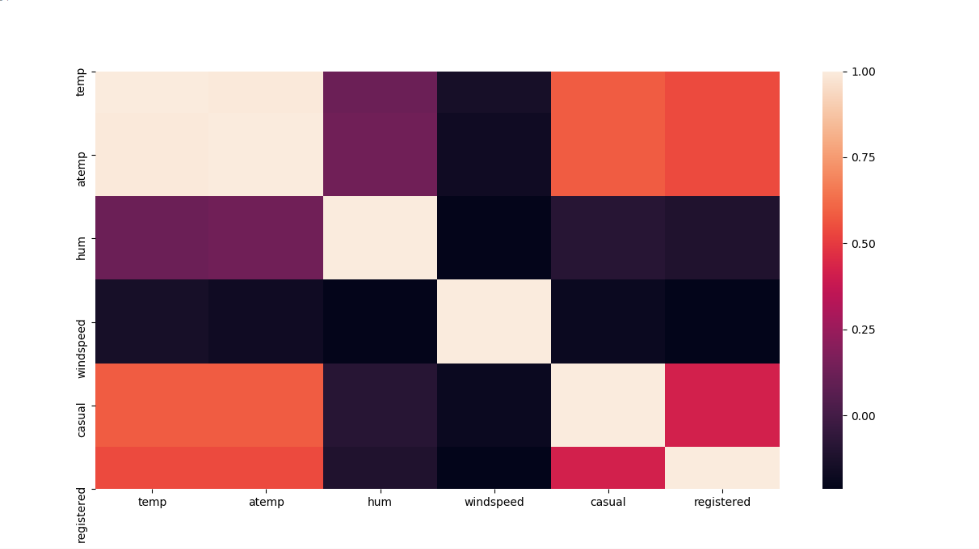 temp
atemp
hum
windspeed
casual
registered
temp atemp hum windspeed casual registered
1.00
0.75
0.50
0.25
0.00